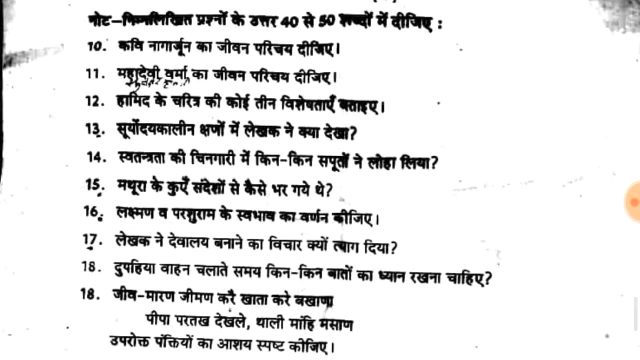 नोट–निम्नलिखित प्रश्नों के उत्तर 40 से 50 शब्दों में दीजिए :
10. कवि नागार्जुन का जीवन परिचय दीजिए।
11. महादेवी वर्मा का जीवन परिचय दीजिए।
12. हामिद के चरित्र की कोई तीन विशेषताएँ बताइए।
13. सूर्योदयकालीन क्षणों में लेखक ने क्या देखा?
14. स्वतन्त्रता की चिनगारी में किन-किन सपूतों ने लोहा लिया?
15. मथुरा के कुएँ संदेशों से कैसे भर गये थे?
16. लक्ष्मण व परशुराम के स्वभाव का वर्णन कीजिए।
17. लेखक ने देवालय बनाने का विचार क्यों त्याग दिया?
18. दुपहिया वाहन चलाते समय किन-किन बातों का ध्यान रखना चाहिए?
18. जीव-मारण जीमण करै खाता करे बखाण
पीपा परतख देखले, थाली मांहि मसाण
उपरोक्त पंक्तियों का आशय स्पष्ट कीजिए।